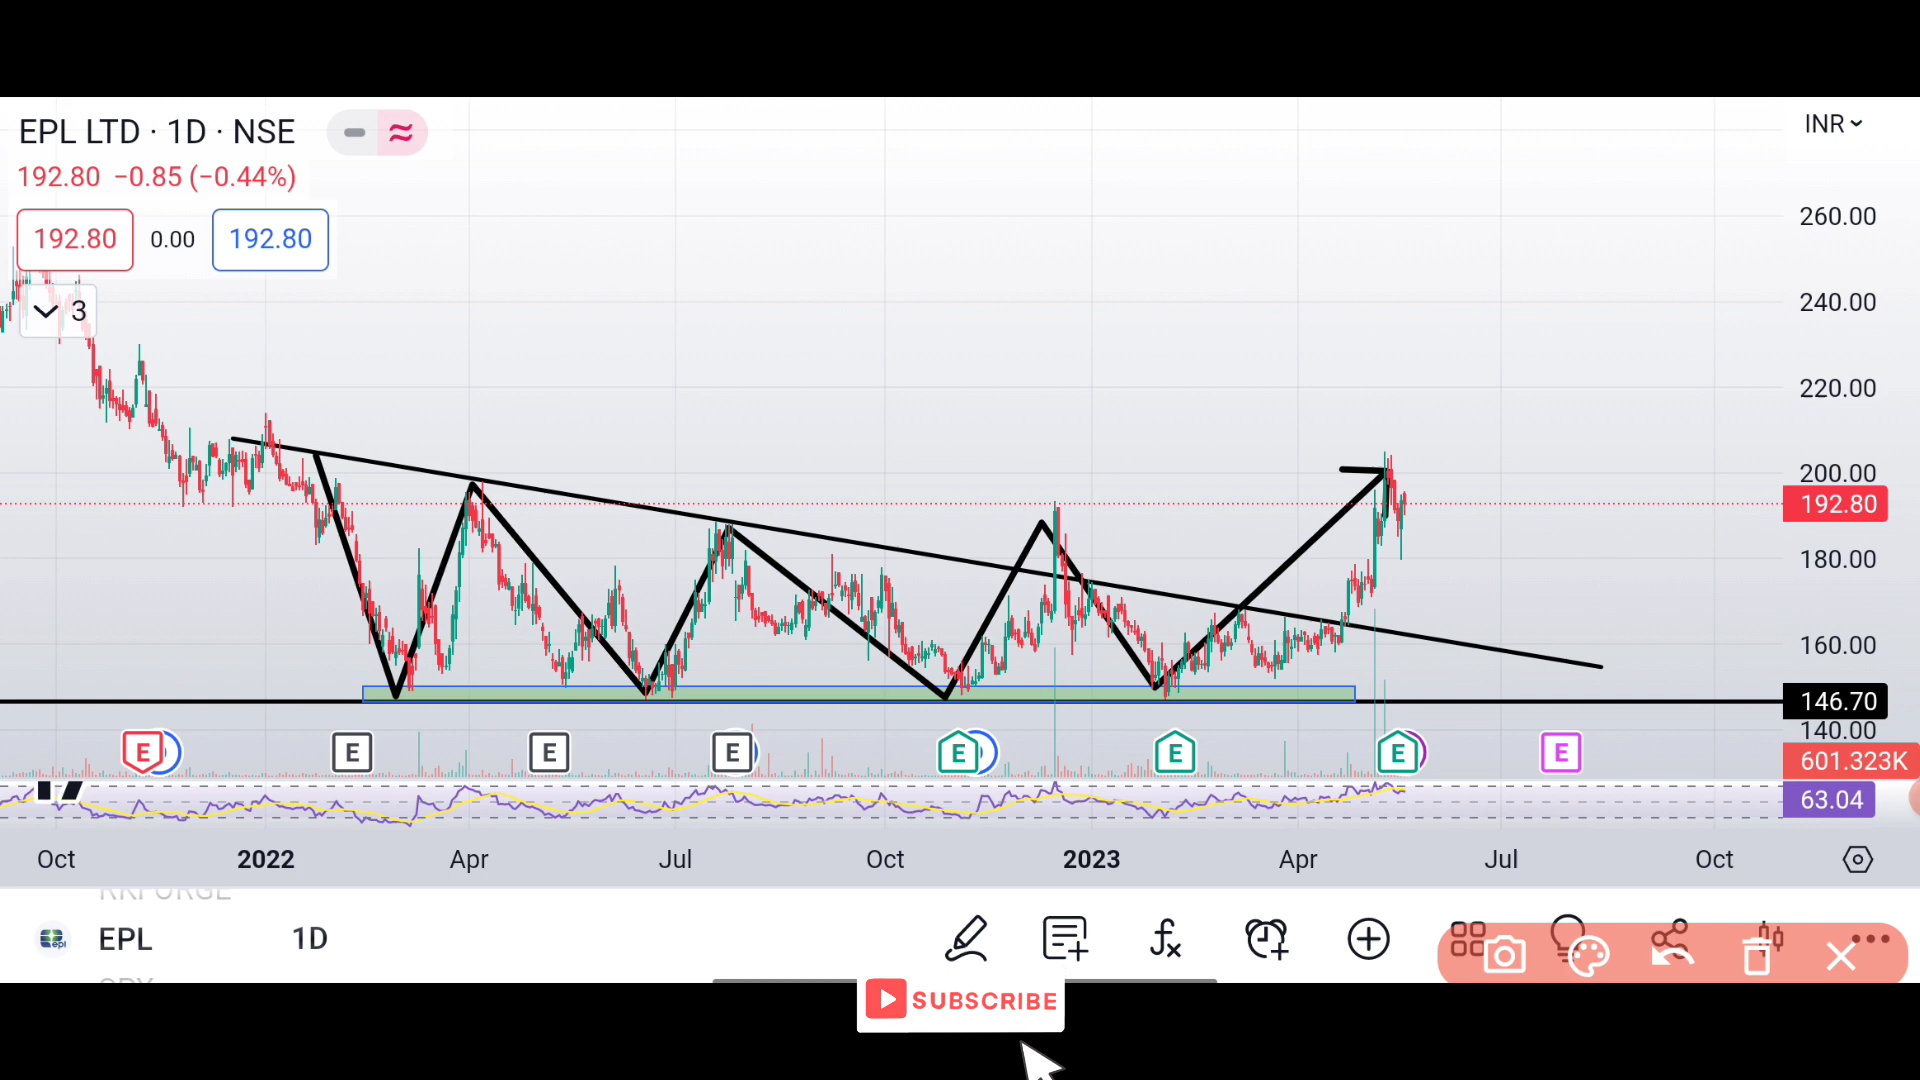 EPL LTD · 1D · NSE
INR
192.80 −0.85 (−0.44%)
192.80 0.00 192.80
3
260.00
240.00
220.00
200.00
192.80
180.00
160.00
146.70
140.00
601.323K
63.04
E E E E E E E E
Oct 2022 Apr Jul Oct 2023 Apr Jul Oct
RKFORGE
EPL 1D
SUBSCRIBE